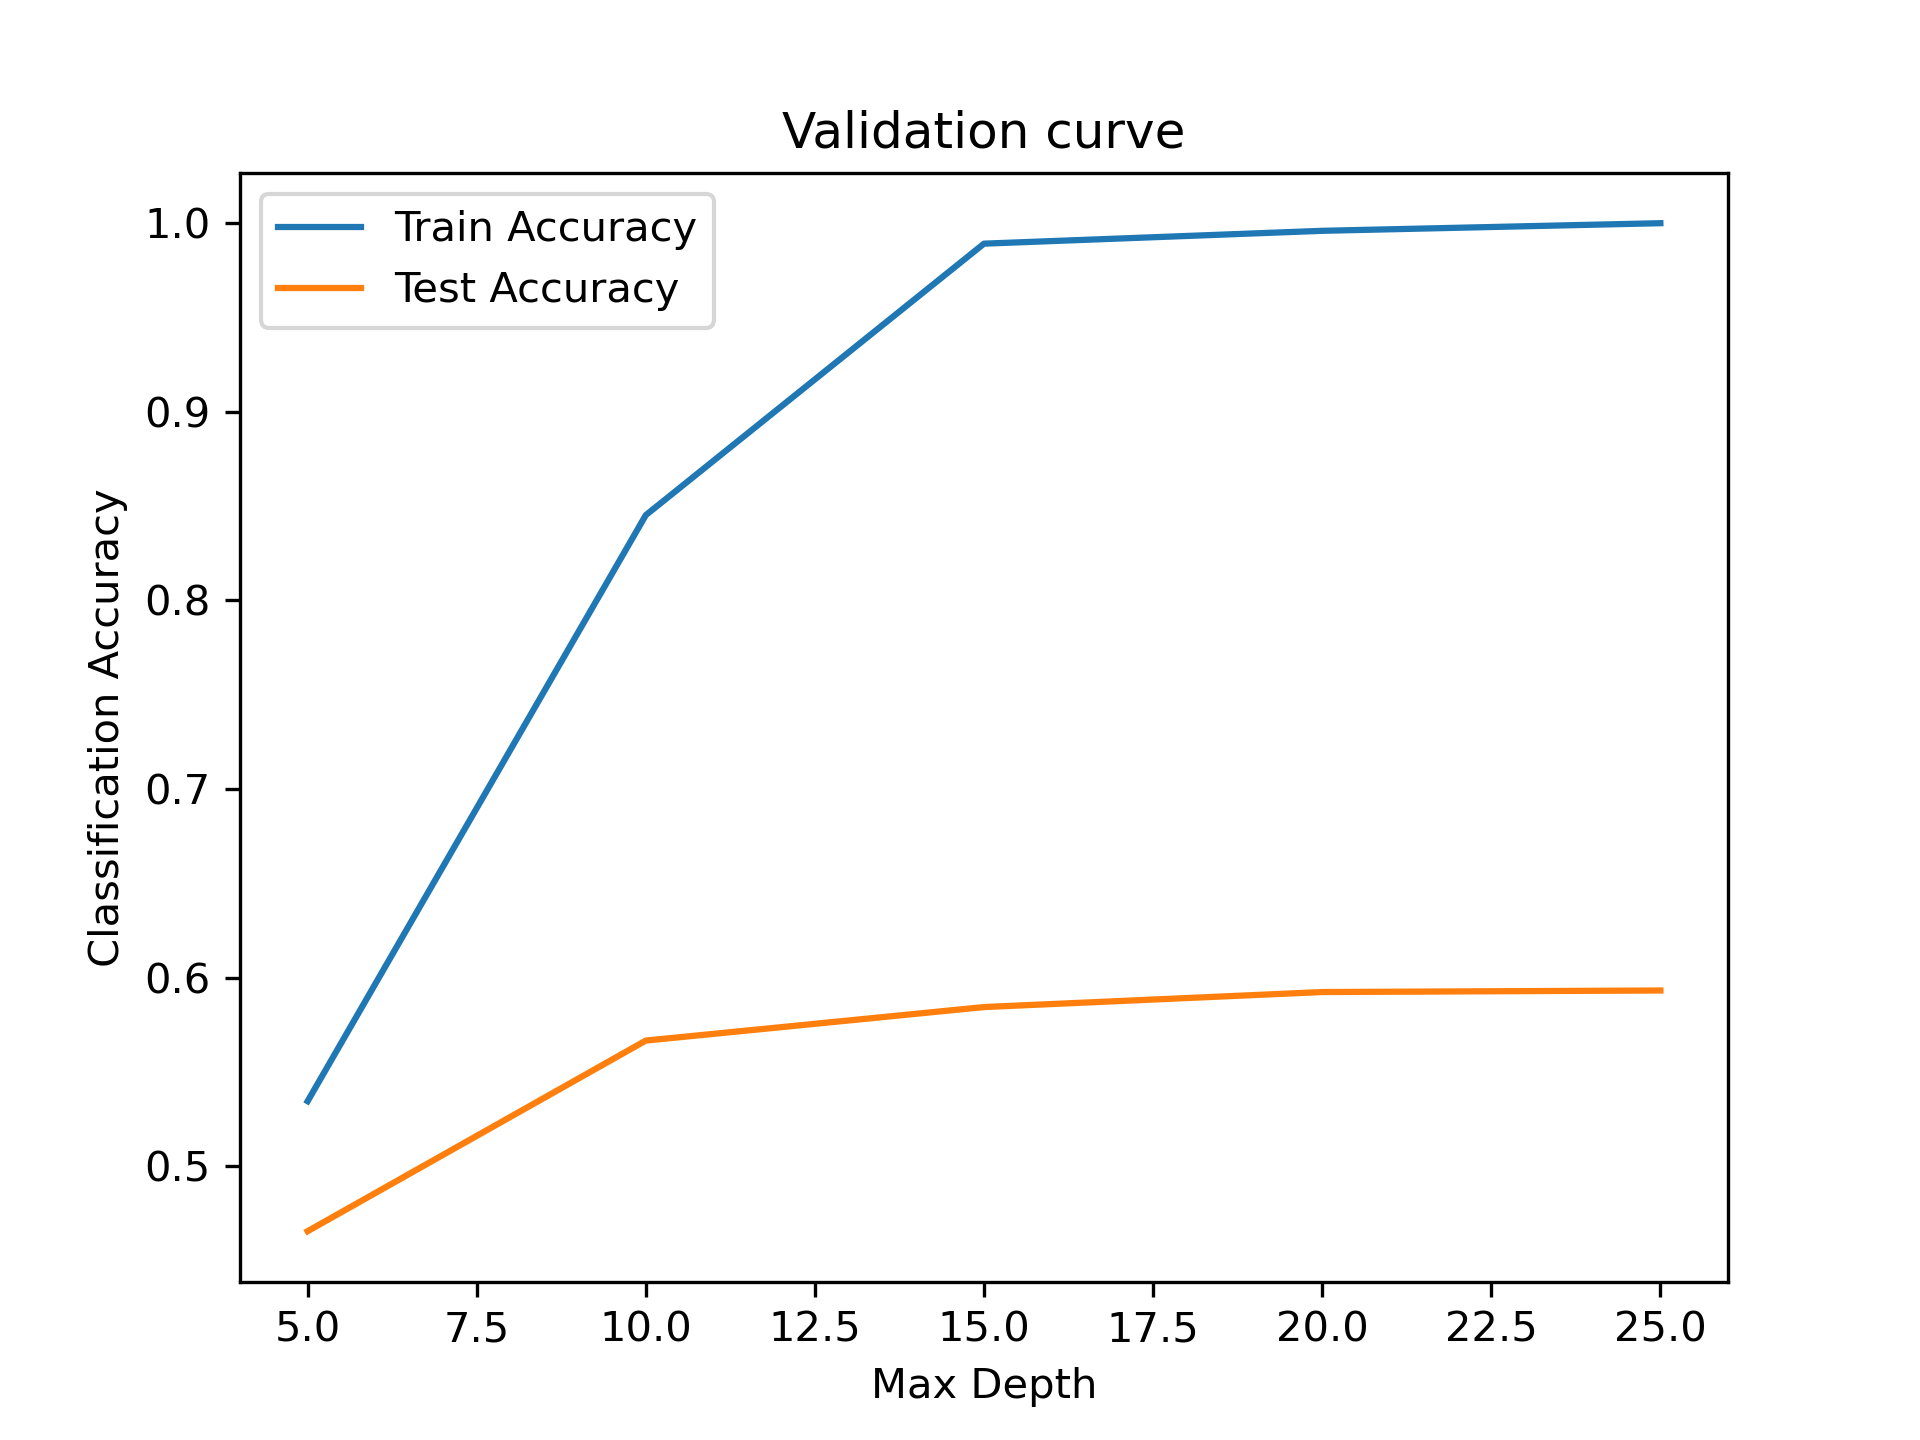 Validation curve
Train Accuracy
Test Accuracy
1.0
0.9
0.8
0.7
0.6
0.5
Classification Accuracy
5.0 7.5 10.0 12.5 15.0 17.5 20.0 22.5 25.0
Max Depth